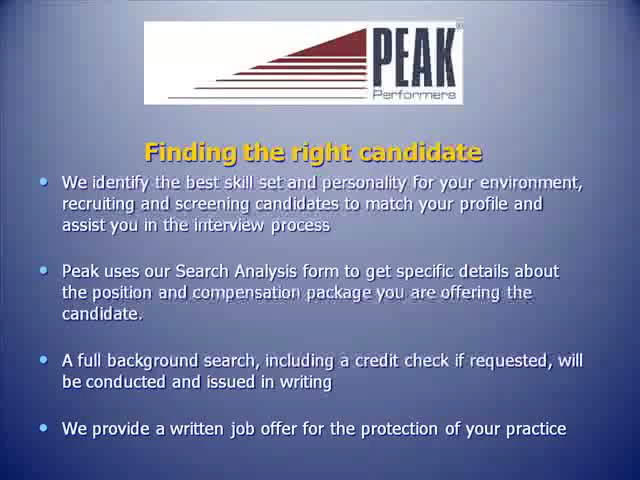 PEAK
Performers
Finding the right candidate
• We identify the best skill set and personality for your environment,
recruiting and screening candidates to match your profile and
assist you in the interview process
• Peak uses our Search Analysis form to get specific details about
the position and compensation package you are offering the
candidate.
• A full background search, including a credit check if requested, will
be conducted and issued in writing
• We provide a written job offer for the protection of your practice